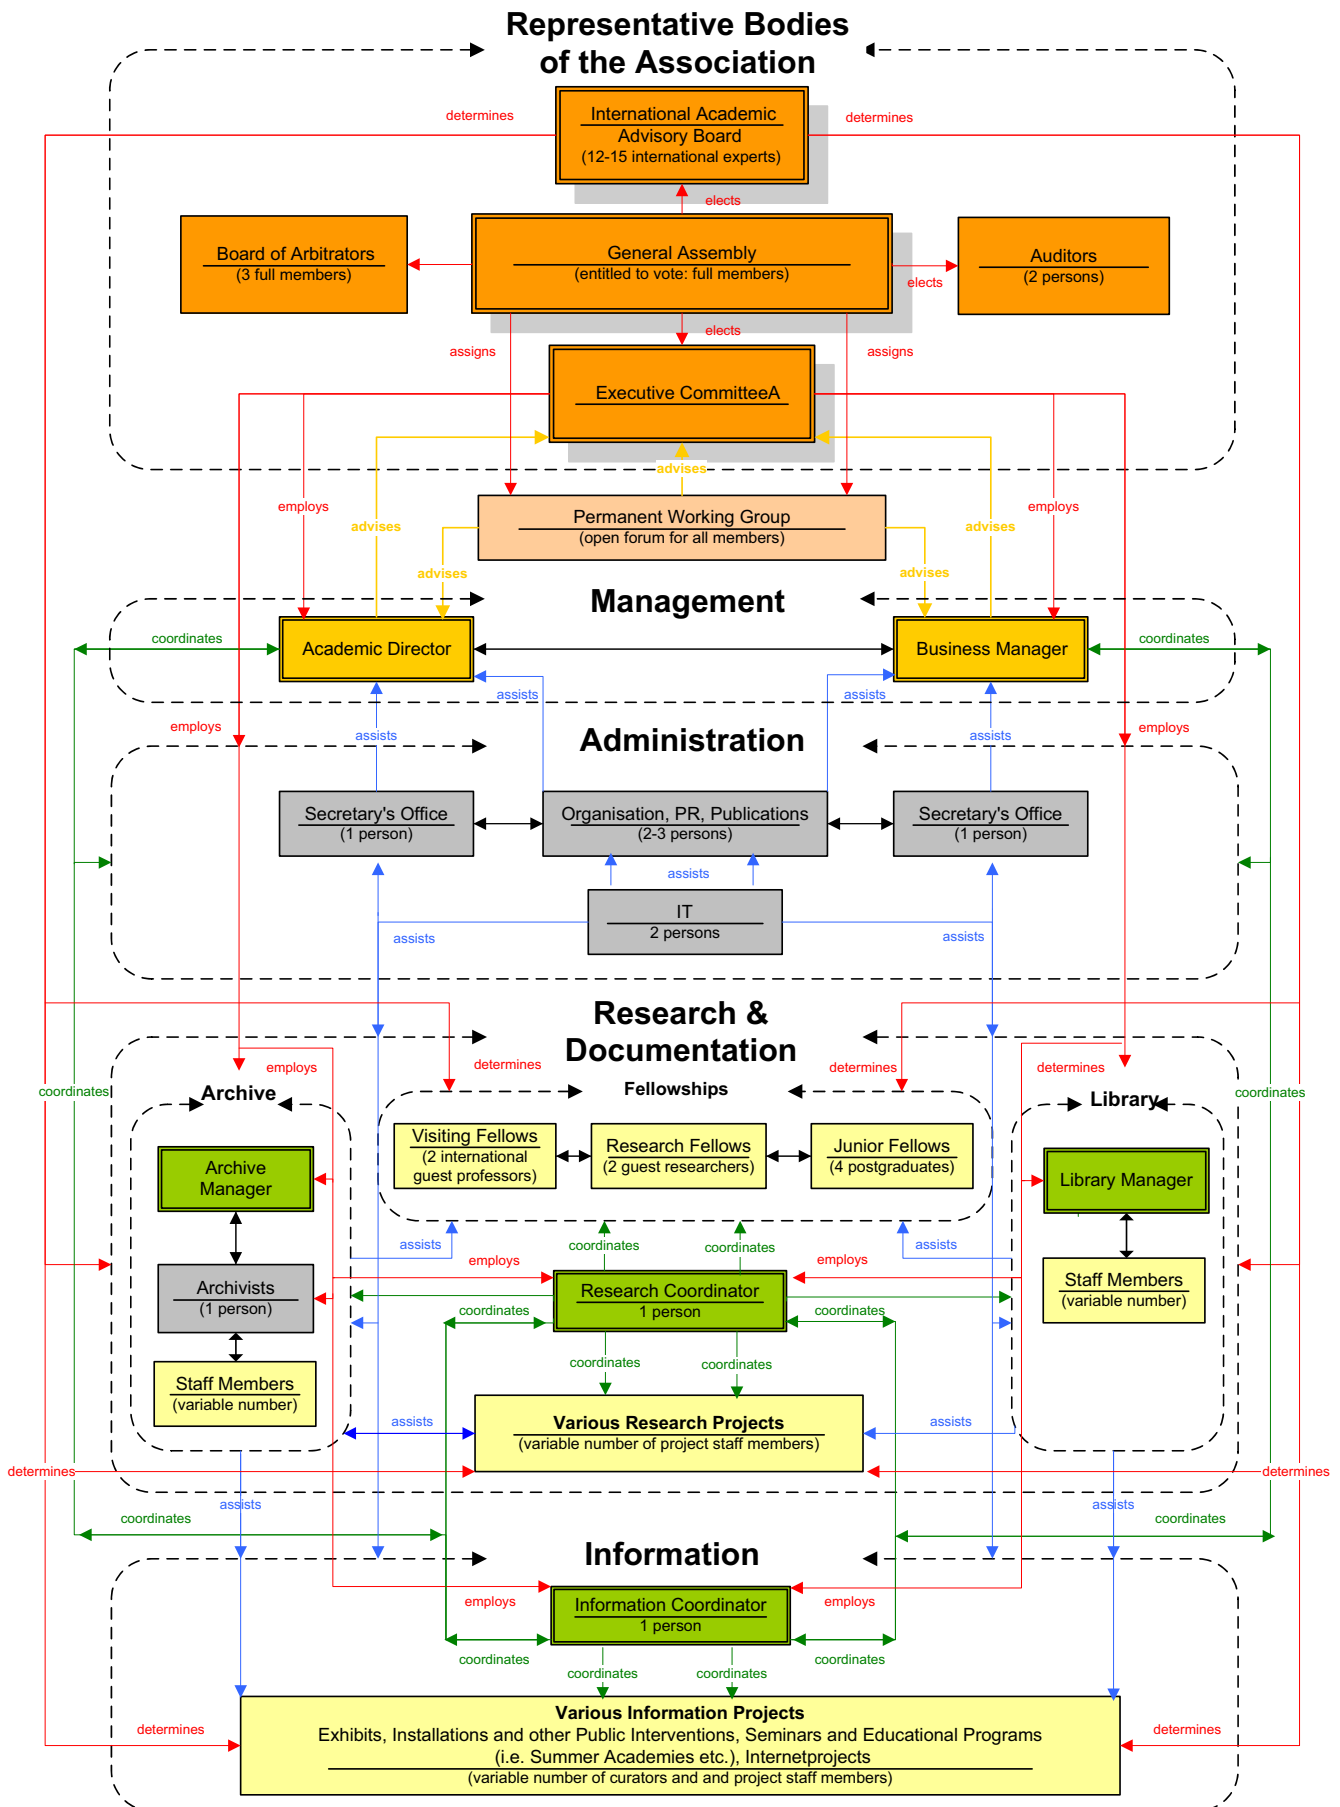 Representative Bodies
of the Association
determines
International Academic
Advisory Board
(12-15 international experts)
determines
elects
Board of Arbitrators
(3 full members)
General Assembly
(entitled to vote: full members)
Auditors
(2 persons)
elects
elects
assigns
assigns
Executive CommitteeA
advises
employs
advises
advises
employs
Permanent Working Group
(open forum for all members)
advises
advises
Management
coordinates
Academic Director
Business Manager
coordinates
assists
assists
employs
assists
Administration
assists
employs
Secretary's Office
(1 person)
Organisation, PR, Publications
(2-3 persons)
Secretary's Office
(1 person)
assists
IT
2 persons
assists
assists
Research &
Documentation
employs
determines
determines
determines
coordinates
Archive
Fellowships
Library
coordinates
Visiting Fellows
(2 international
guest professors)
Research Fellows
(2 guest researchers)
Junior Fellows
(4 postgraduates)
Archive
Manager
Library Manager
assists
coordinates
coordinates
assists
employs
employs
Archivists
(1 person)
Research Coordinator
1 person
Staff Members
(variable number)
coordinates
coordinates
coordinates
coordinates
Staff Members
(variable number)
assists
Various Research Projects
(variable number of project staff members)
assists
determines
determines
assists
assists
coordinates
coordinates
Information
employs
Information Coordinator
1 person
employs
coordinates
coordinates
coordinates
coordinates
determines
Various Information Projects
Exhibits, Installations and other Public Interventions, Seminars and Educational Programs
(i.e. Summer Academies etc.), Internetprojects
(variable number of curators and and project staff members)
determines